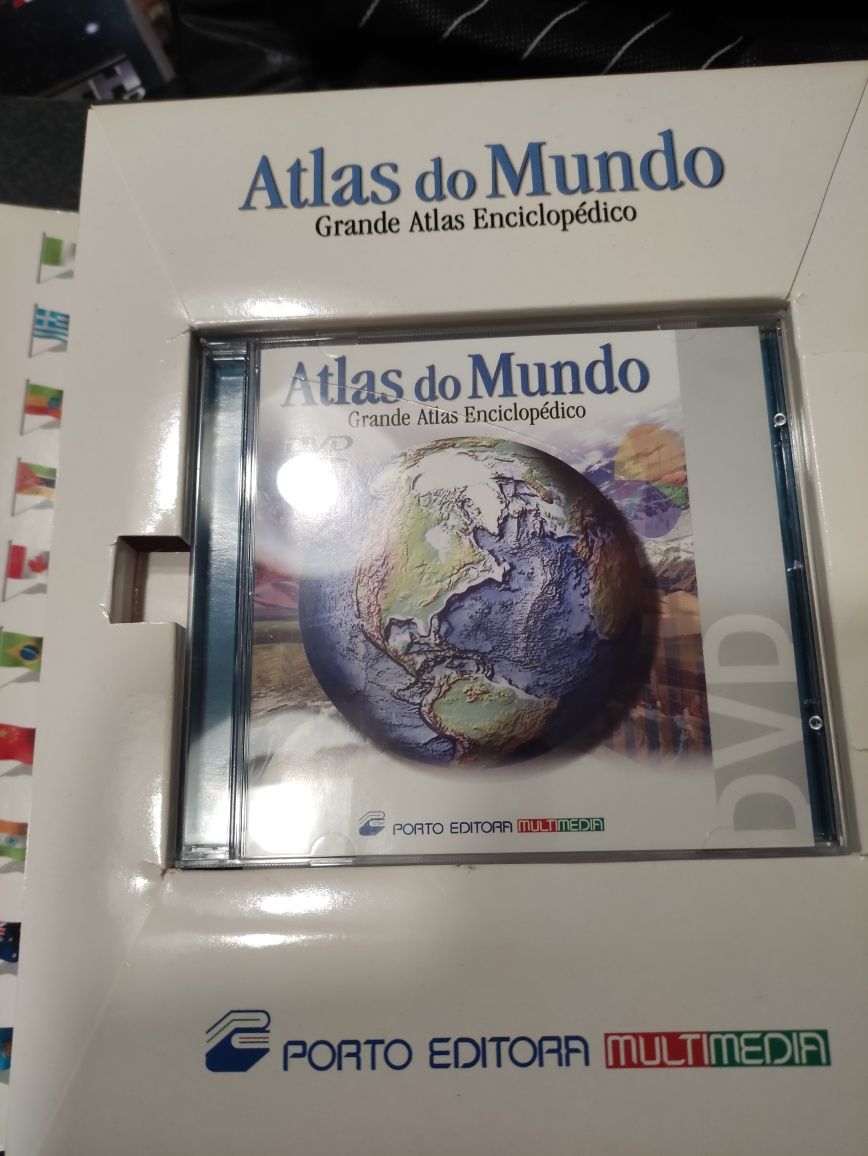 H
Atlas do Mundo
Grande Atlas Enciclopédico
Atlas do Mundo
Grande Atlas Enciclopédico
DVD
DVD
PORTO EDITORA MULTIMEDIA
PORTO EDITORA MULTIMEDIA